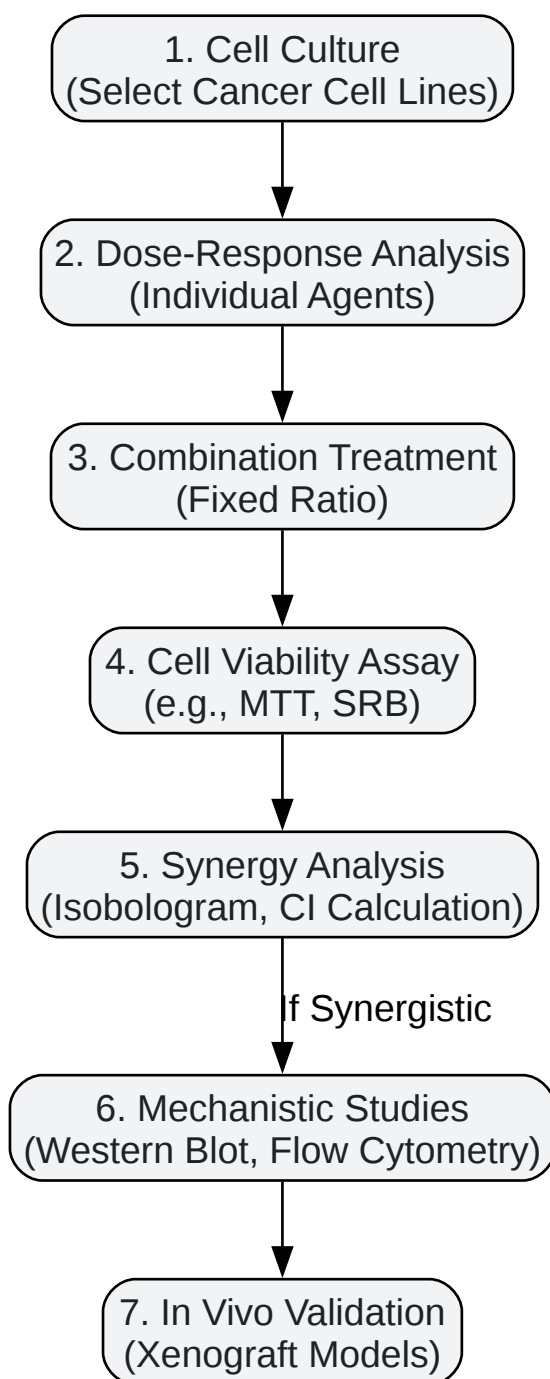 1. Cell Culture
(Select Cancer Cell Lines)
2. Dose-Response Analysis
(Individual Agents)
3. Combination Treatment
(Fixed Ratio)
4. Cell Viability Assay
(e.g., MTT, SRB)
5. Synergy Analysis
(Isobologram, CI Calculation)
If Synergistic
6. Mechanistic Studies
(Western Blot, Flow Cytometry)
7. In Vivo Validation
(Xenograft Models)